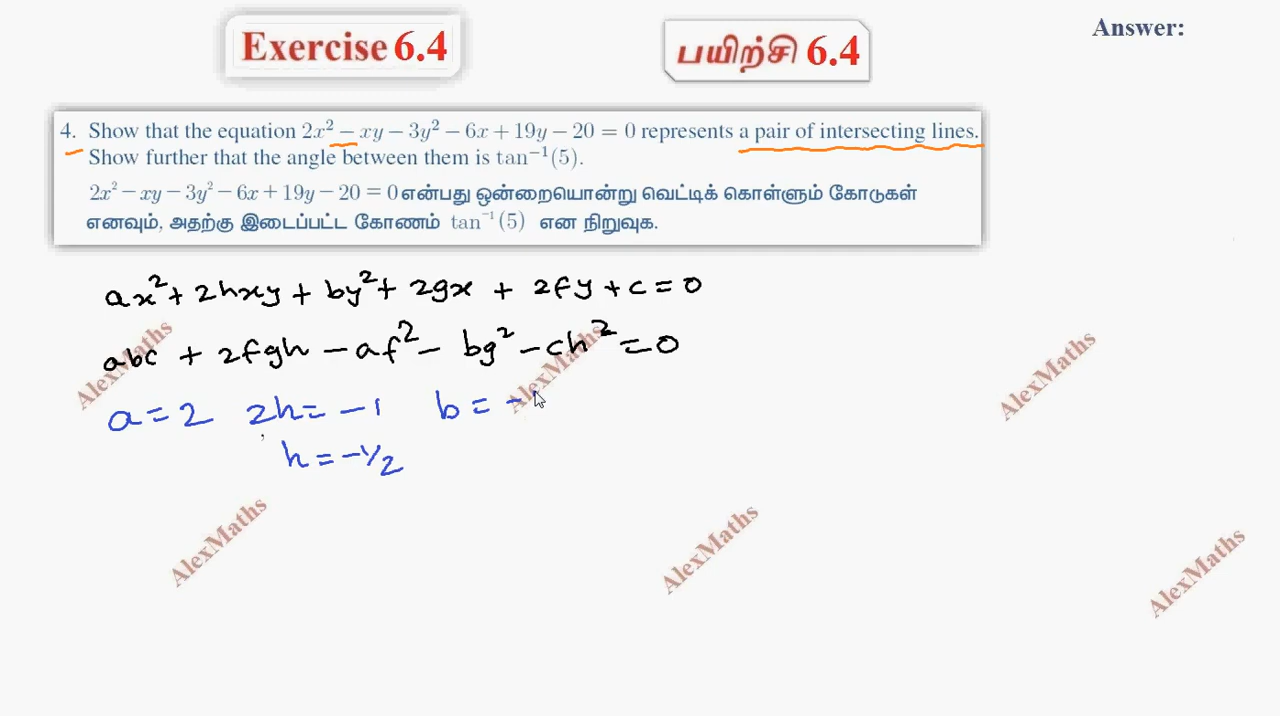 Exercise 6.4
பயிற்சி 6.4
Answer:
4. Show that the equation 2x² − xy − 3y² − 6x + 19y − 20 = 0 represents a pair of intersecting lines.
Show further that the angle between them is tan⁻¹(5).
2x² − xy − 3y² − 6x + 19y − 20 = 0 என்பது ஒன்றையொன்று வெட்டிக் கொள்ளும் கோடுகள்
எனவும், அதற்கு இடைப்பட்ட கோணம் tan⁻¹(5) என நிறுவுக.
ax² + 2hxy + by² + 2gx + 2fy + c = 0
abc + 2fgh − af² − bg² − ch² = 0
a = 2 2h = −1 b = −
h = −1/2
AlexMaths
AlexMaths
AlexMaths
AlexMaths
AlexMaths
AlexMaths